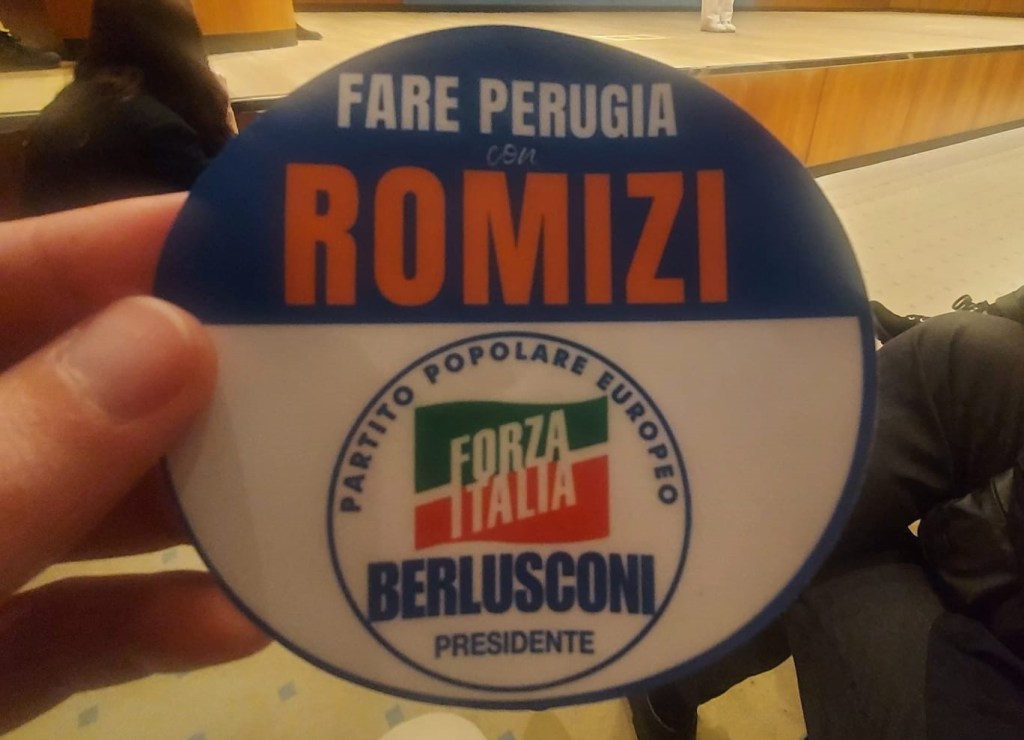 FARE PERUGIA
con
ROMIZI
PARTITO POPOLARE EUROPEO
FORZA
ITALIA
BERLUSCONI
PRESIDENTE